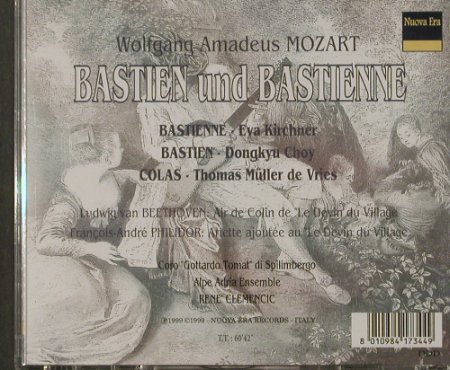 Nuova Era
Wolfgang Amadeus MOZART
BASTIEN und BASTIENNE
BASTIENNE - Eva Kirchner
BASTIEN - Dongkyu Choy
COLAS - Thomas Müller de Vries
Ludwig van BEETHOVEN: Air de Colin de "Le Devin du Village"
François-André PHILIDOR: Ariette ajoutée au "Le Devin du Village"
Coro "Gottardo Tomat" di Spilimbergo
Alpe Adria Ensemble
RENE' CLEMENCIC
℗1999 ©1999 - NUOVA ERA RECORDS - ITALY
T.T.: 60'42"
8 010984 173449
DDD